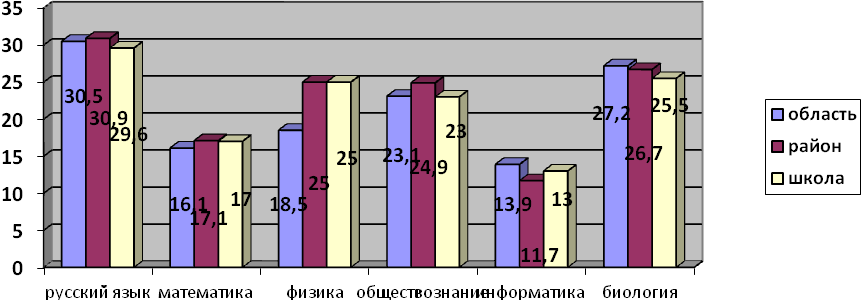 35
30
25
20
15
10
5
0
30,5
30,9
29,6
16,1
17,1
17
18,5
25
25
23,1
24,9
23
13,9
11,7
13
27,2
26,7
25,5
русский язык
математика
физика
обществознание
информатика
биология
область
район
школа